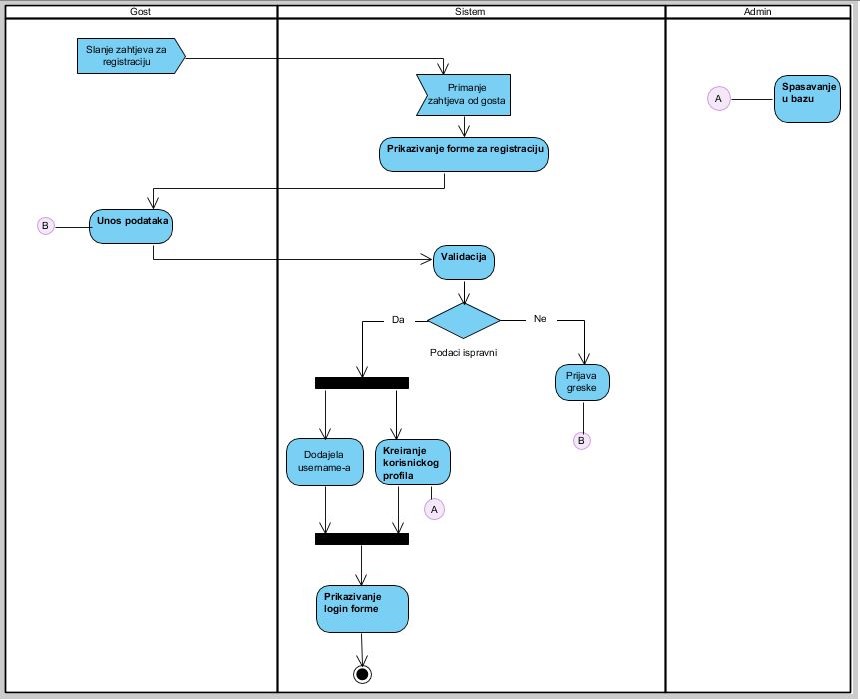 Gost
Sistem
Admin
Slanje zahtjeva za
registraciju
Primanje
zahtjeva od gosta
A
Spasavanje
u bazu
Prikazivanje forme za registraciju
B
Unos podataka
Validacija
Da
Ne
Podaci ispravni
Prijava
greske
B
Dodajela
username-a
Kreiranje
korisnickog
profila
A
Prikazivanje
login forme